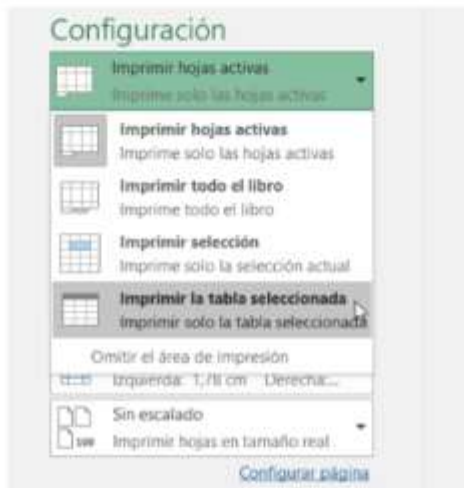 Configuración
Imprimir hojas activas
Imprime solo las hojas activas
Imprimir hojas activas
Imprime solo las hojas activas
Imprimir todo el libro
Imprime todo el libro
Imprimir selección
Imprime solo la selección actual
Imprimir la tabla seleccionada
Imprimir solo la tabla seleccionada
Omitir el área de impresión
Izquierda: 1,78 cm Derecha:...
Sin escalado
Imprimir hojas en tamaño real
100
Configurar página